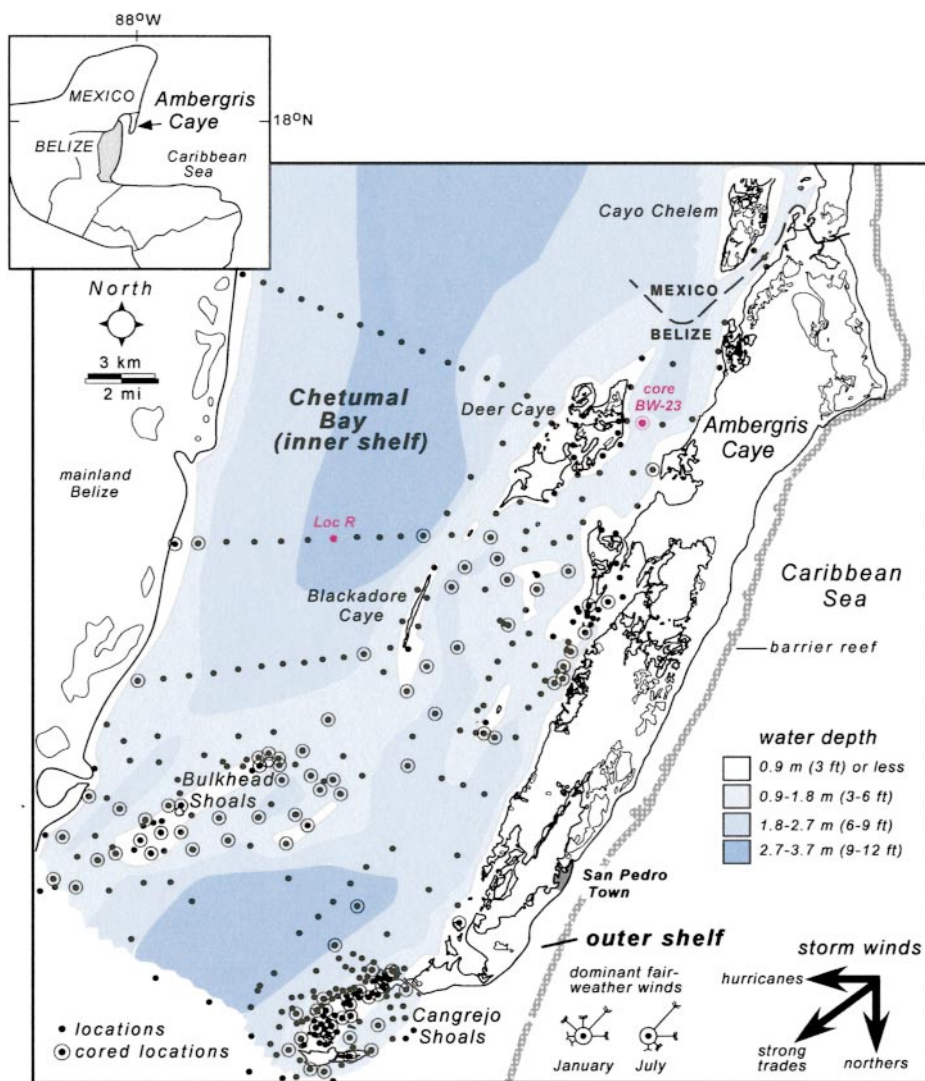 88°W
MEXICO
Ambergris
Caye
18°N
BELIZE
Caribbean
Sea
Cayo Chelem
North
MEXICO
BELIZE
3 km
2 mi
core
BW-23
Chetumal
Bay
(inner shelf)
Deer Caye
Ambergris
Caye
mainland
Belize
Loc R
Caribbean
Sea
Blackadore
Caye
barrier reef
water depth
0.9 m (3 ft) or less
0.9-1.8 m (3-6 ft)
1.8-2.7 m (6-9 ft)
2.7-3.7 m (9-12 ft)
Bulkhead
Shoals
San Pedro
Town
outer shelf
storm winds
dominant fair-
weather winds
hurricanes
locations
cored locations
Cangrejo
Shoals
January
July
strong
trades
northers